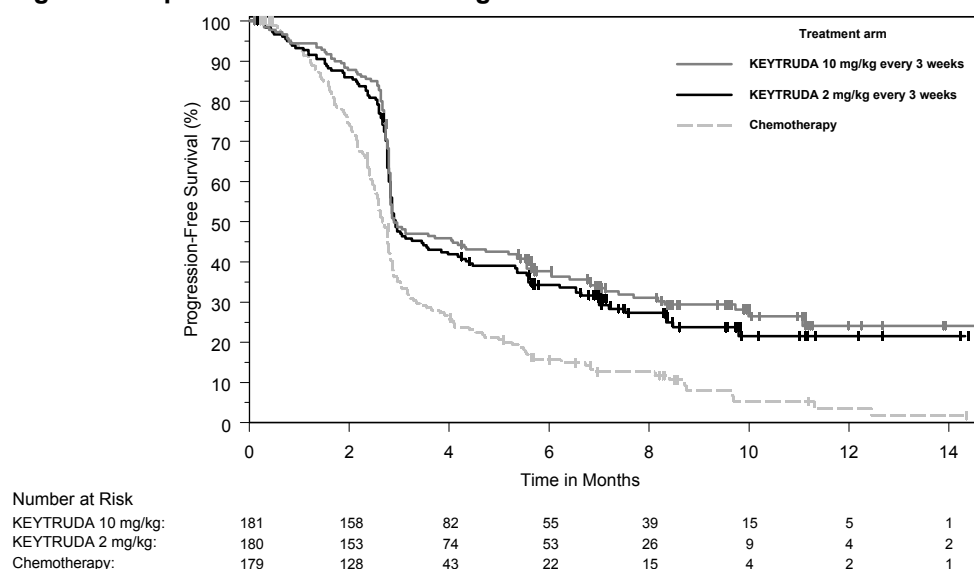 Treatment arm
KEYTRUDA 10 mg/kg every 3 weeks
KEYTRUDA 2 mg/kg every 3 weeks
Chemotherapy
Progression-Free Survival (%)
100
90
80
70
60
50
40
30
20
10
0
0 2 4 6 8 10 12 14
Time in Months
Number at Risk
KEYTRUDA 10 mg/kg: 181 158 82 55 39 15 5 1
KEYTRUDA 2 mg/kg: 180 153 74 53 26 9 4 2
Chemotherapy: 179 128 43 22 15 4 2 1